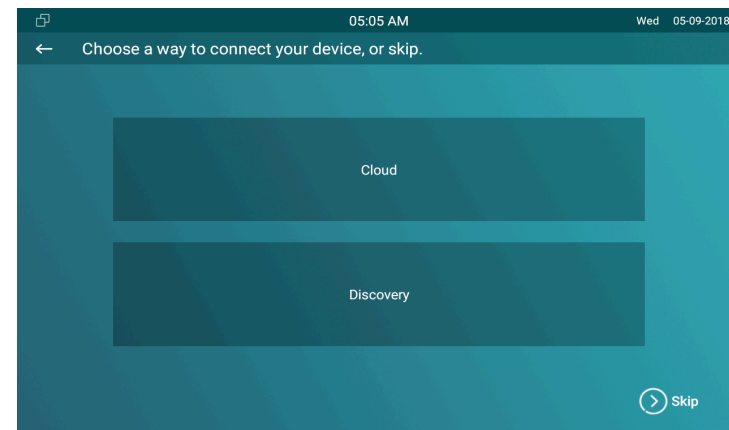 05:05 AM Wed 05-09-2018
Choose a way to connect your device, or skip.
Cloud
Discovery
Skip